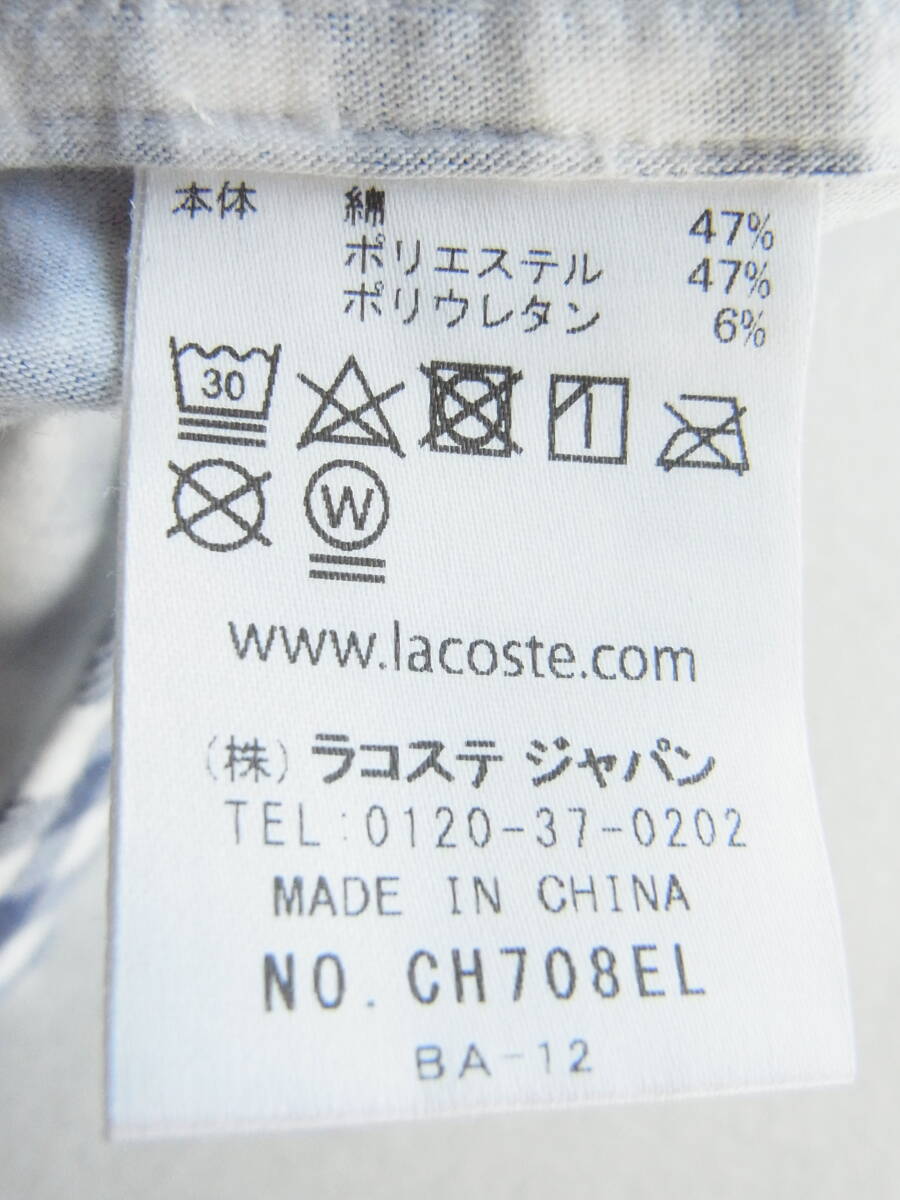 本体 綿 47%
ポリエステル 47%
ポリウレタン 6%
30
W
www.lacoste.com
(株) ラコステ ジャパン
TEL:0120-37-0202
MADE IN CHINA
NO. CH708EL
BA-12